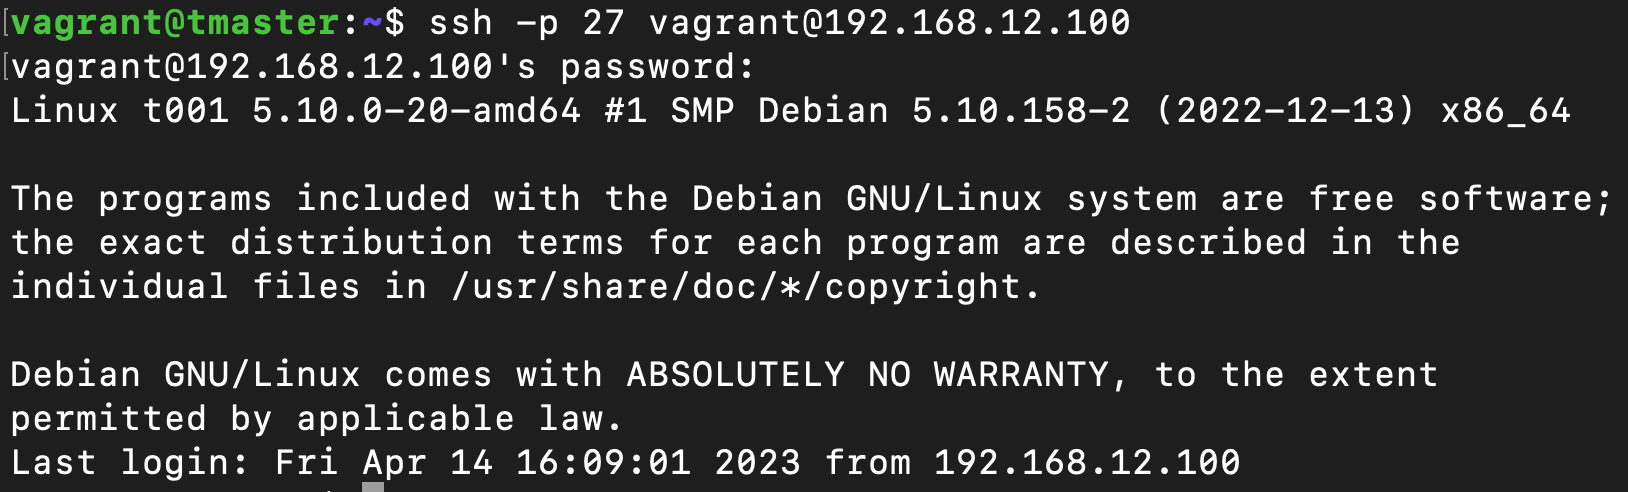 [vagrant@tmaster:~$ ssh -p 27 vagrant@192.168.12.100
[vagrant@192.168.12.100's password:
Linux t001 5.10.0-20-amd64 #1 SMP Debian 5.10.158-2 (2022-12-13) x86_64
The programs included with the Debian GNU/Linux system are free software;
the exact distribution terms for each program are described in the
individual files in /usr/share/doc/*/copyright.
Debian GNU/Linux comes with ABSOLUTELY NO WARRANTY, to the extent
permitted by applicable law.
Last login: Fri Apr 14 16:09:01 2023 from 192.168.12.100